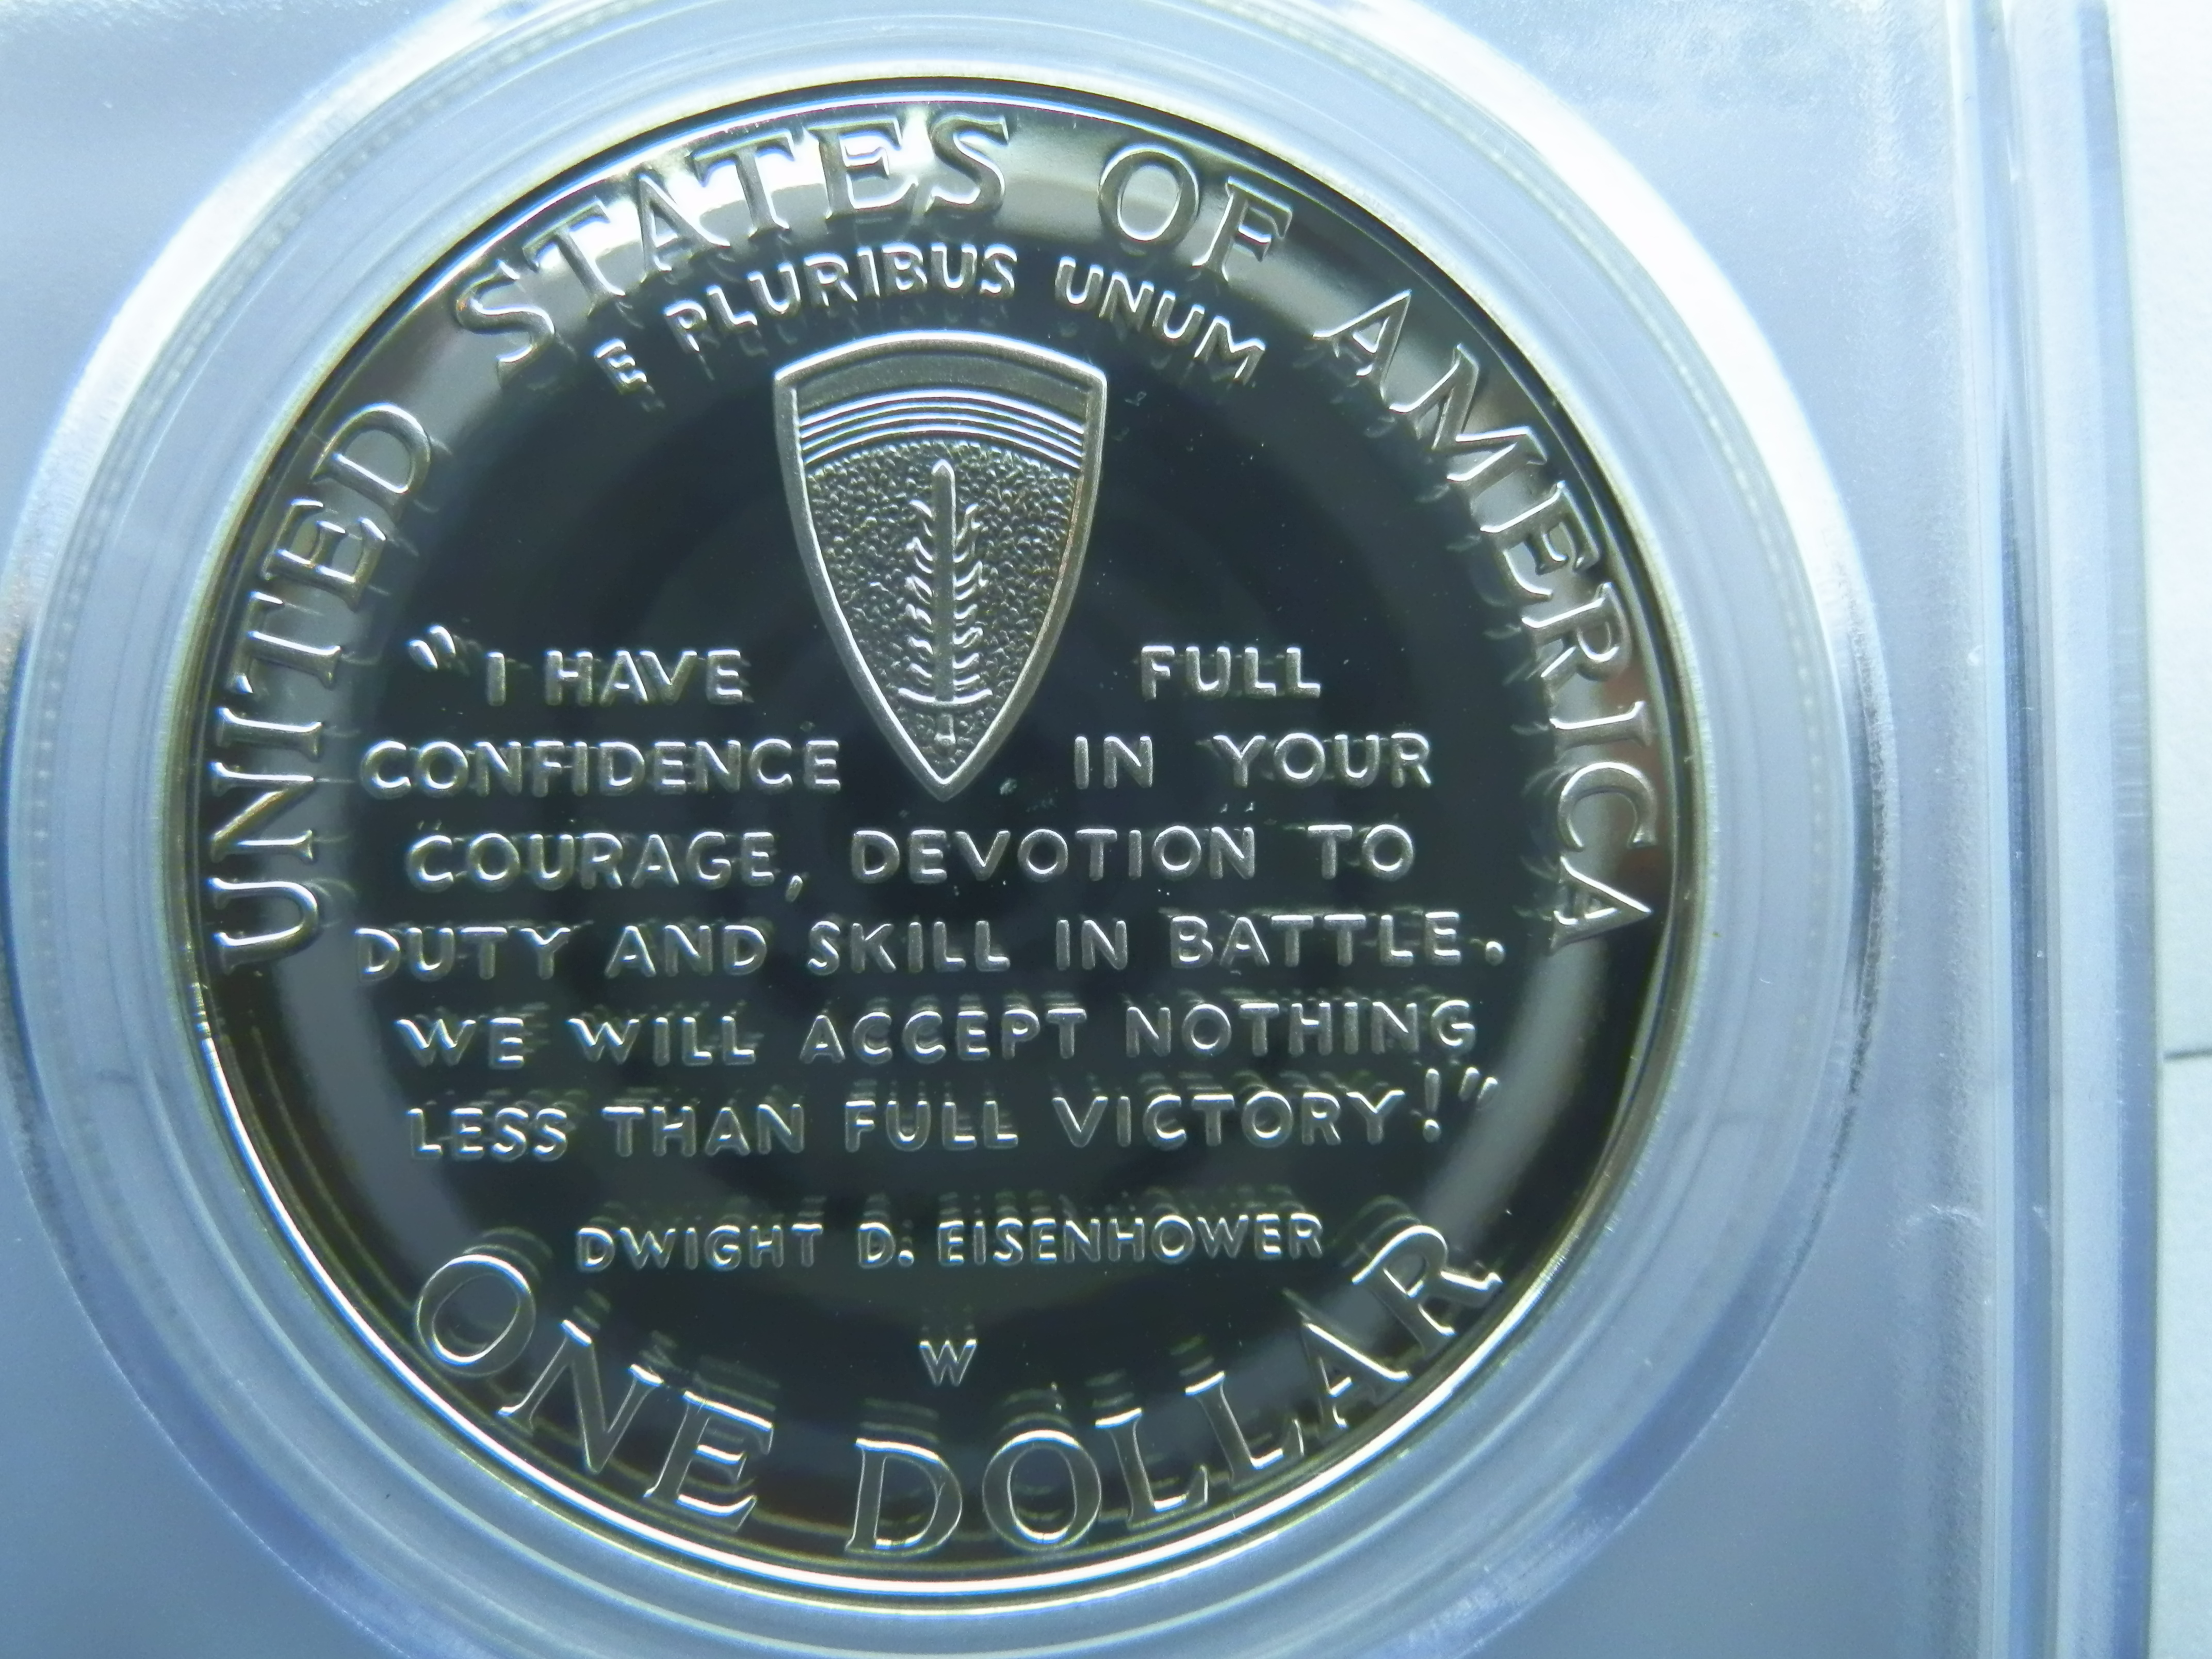 UNITED STATES OF AMERICA
E PLURIBUS UNUM
"I HAVE FULL
CONFIDENCE IN YOUR
COURAGE, DEVOTION TO
DUTY AND SKILL IN BATTLE.
WE WILL ACCEPT NOTHING
LESS THAN FULL VICTORY!"
DWIGHT D. EISENHOWER
W
ONE DOLLAR